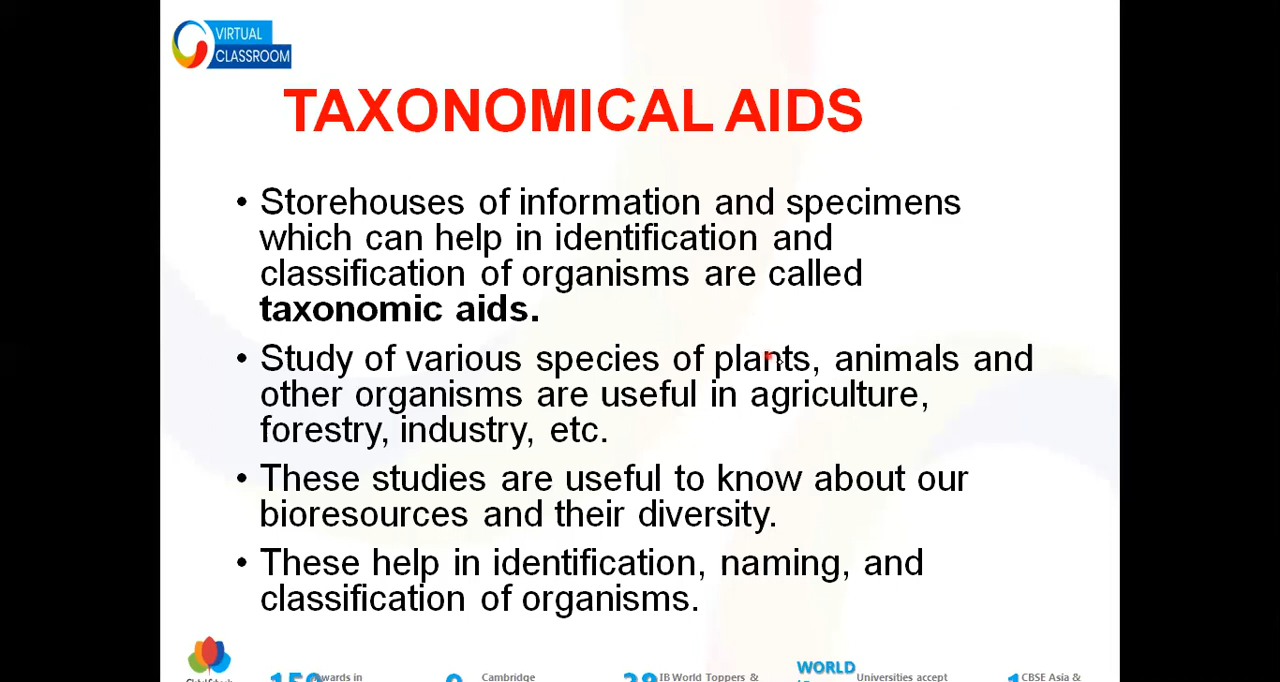 VIRTUAL
CLASSROOM
TAXONOMICAL AIDS
• Storehouses of information and specimens
which can help in identification and
classification of organisms are called
taxonomic aids.
• Study of various species of plants, animals and
other organisms are useful in agriculture,
forestry, industry, etc.
• These studies are useful to know about our
bioresources and their diversity.
• These help in identification, naming, and
classification of organisms.
Awards in
Cambridge
IB World Toppers &
WORLD
Universities accept
CBSE Asia &